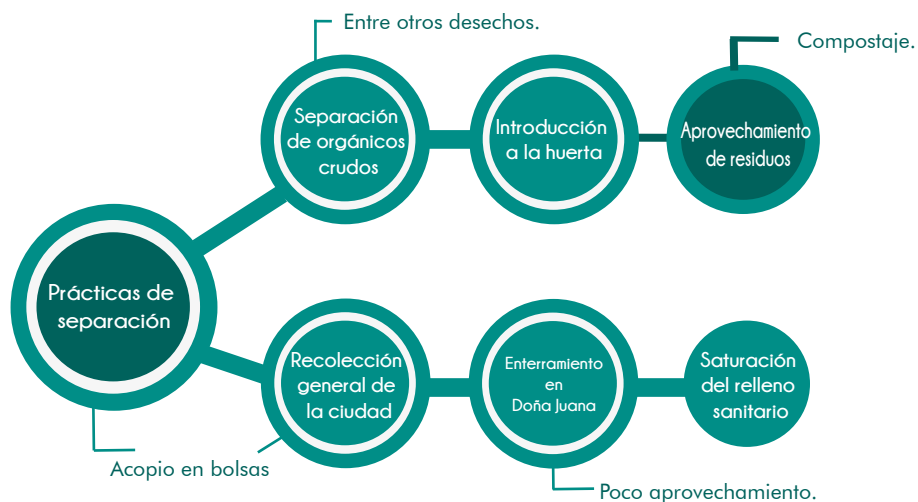 Entre otros desechos.
Compostaje.
Separación
de orgánicos
crudos
Introducción
a la huerta
Aprovechamiento
de residuos
Prácticas de
separación
Recolección
general de
la ciudad
Enterramiento
en
Doña Juana
Saturación
del relleno
sanitario
Acopio en bolsas
Poco aprovechamiento.